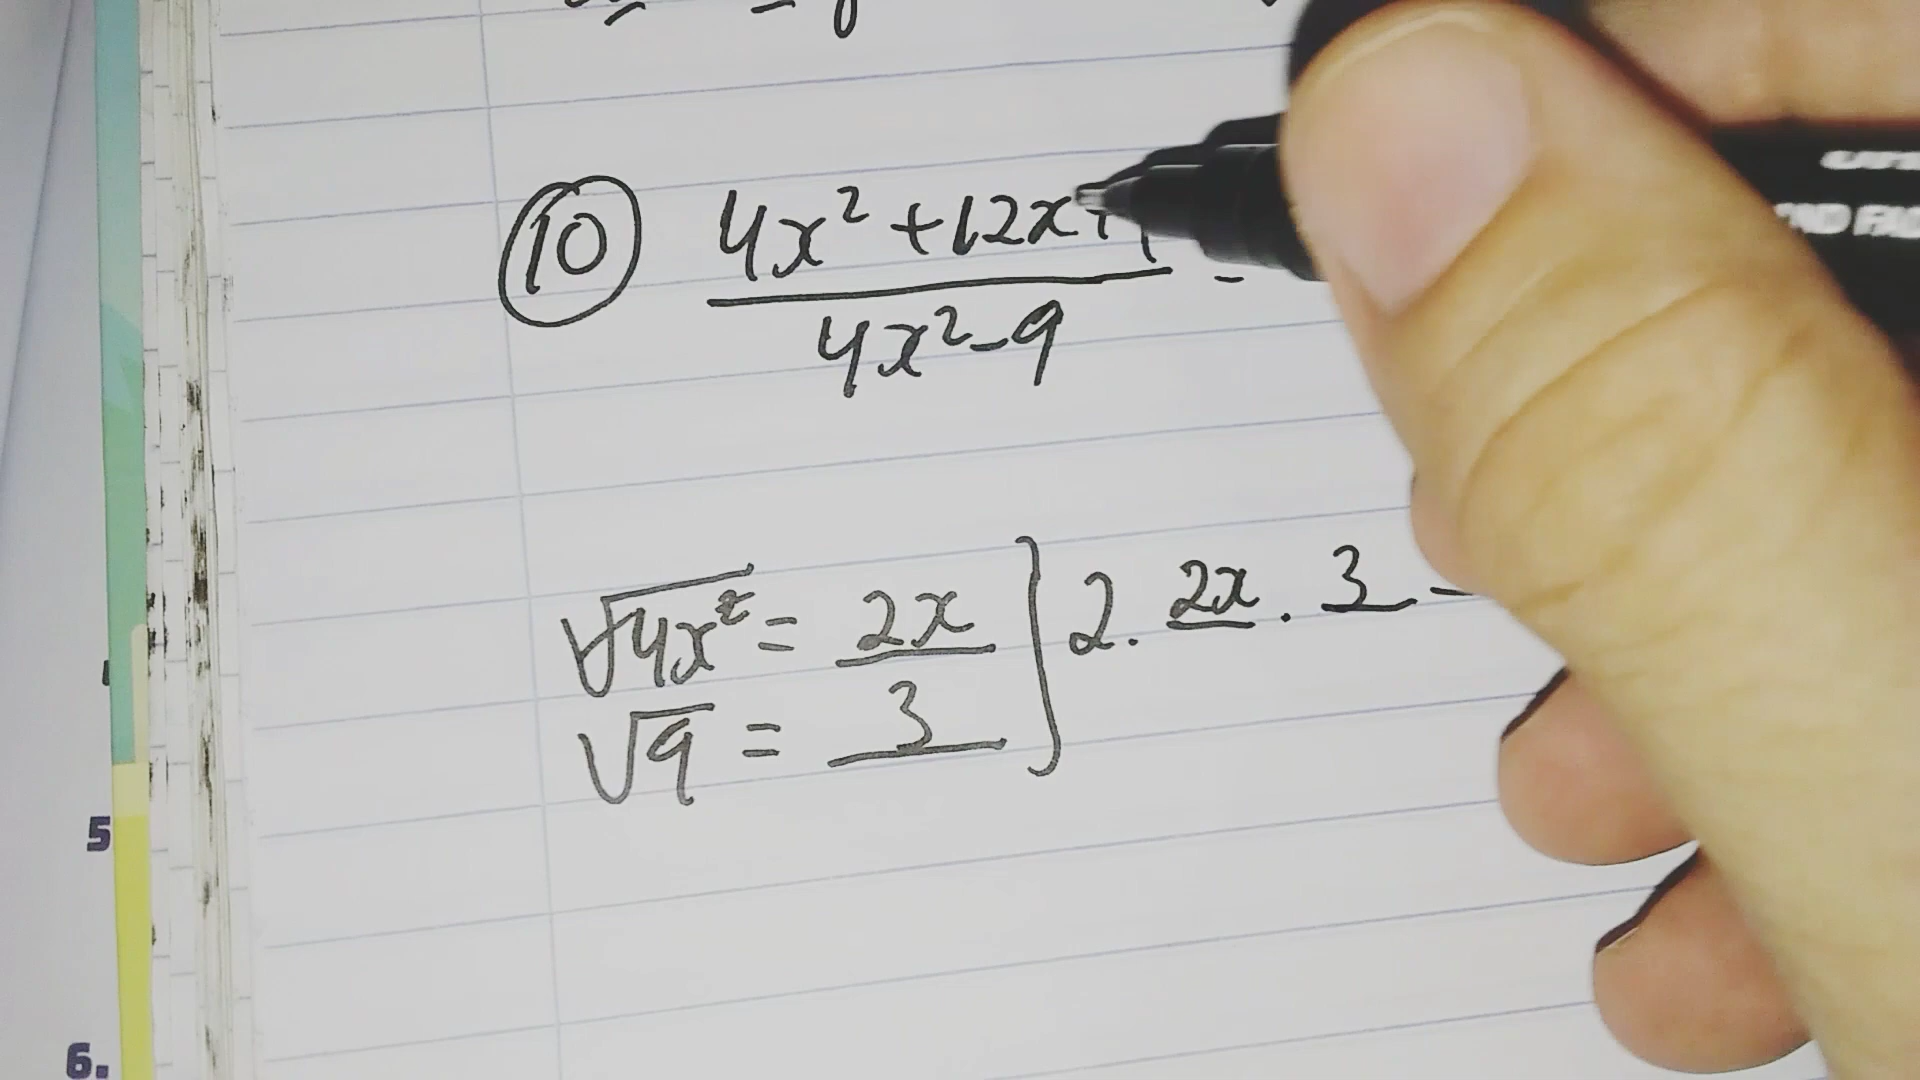 10 4x² + 12x +
4x² - 9
√4x² = 2x
√9 = 3
2. 2x . 3
5
6.